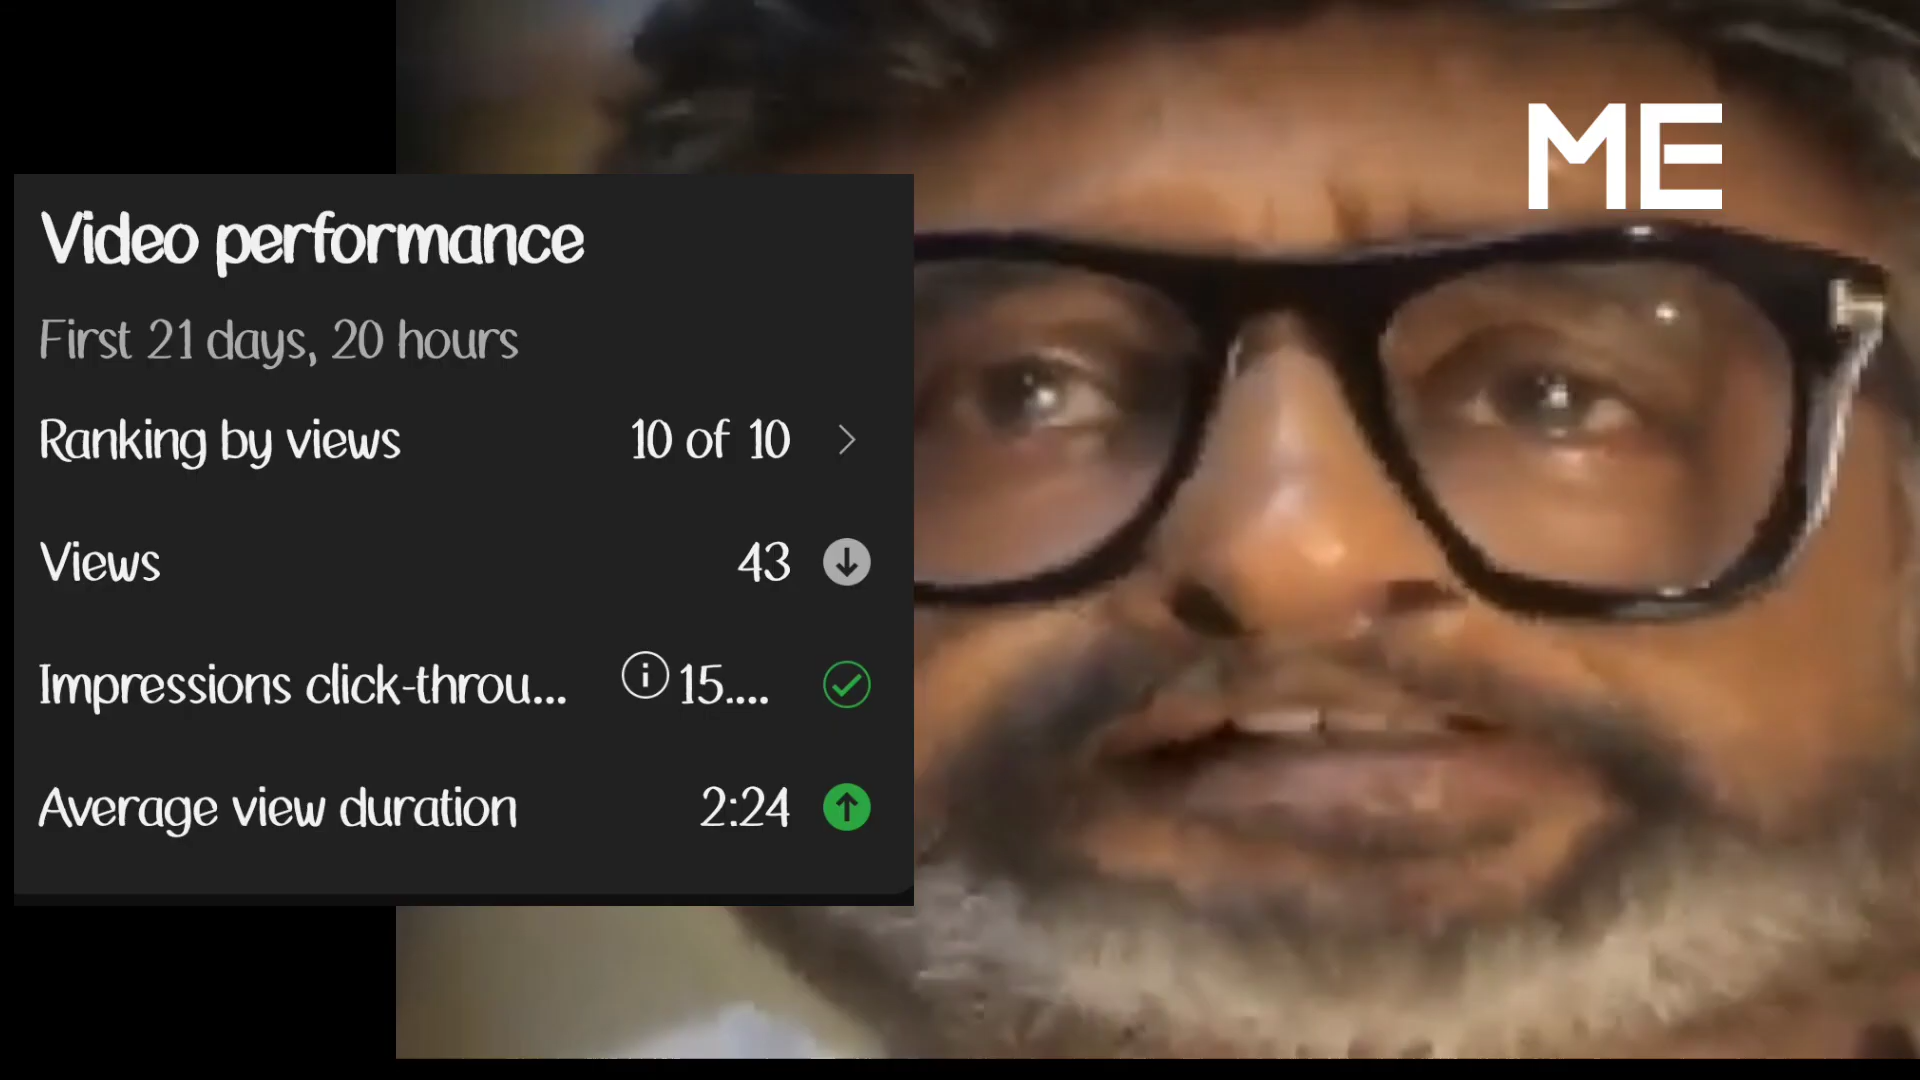 ME
Video performance
First 21 days, 20 hours
Ranking by views 10 of 10
Views 43
Impressions click-throu... 15....
Average view duration 2:24